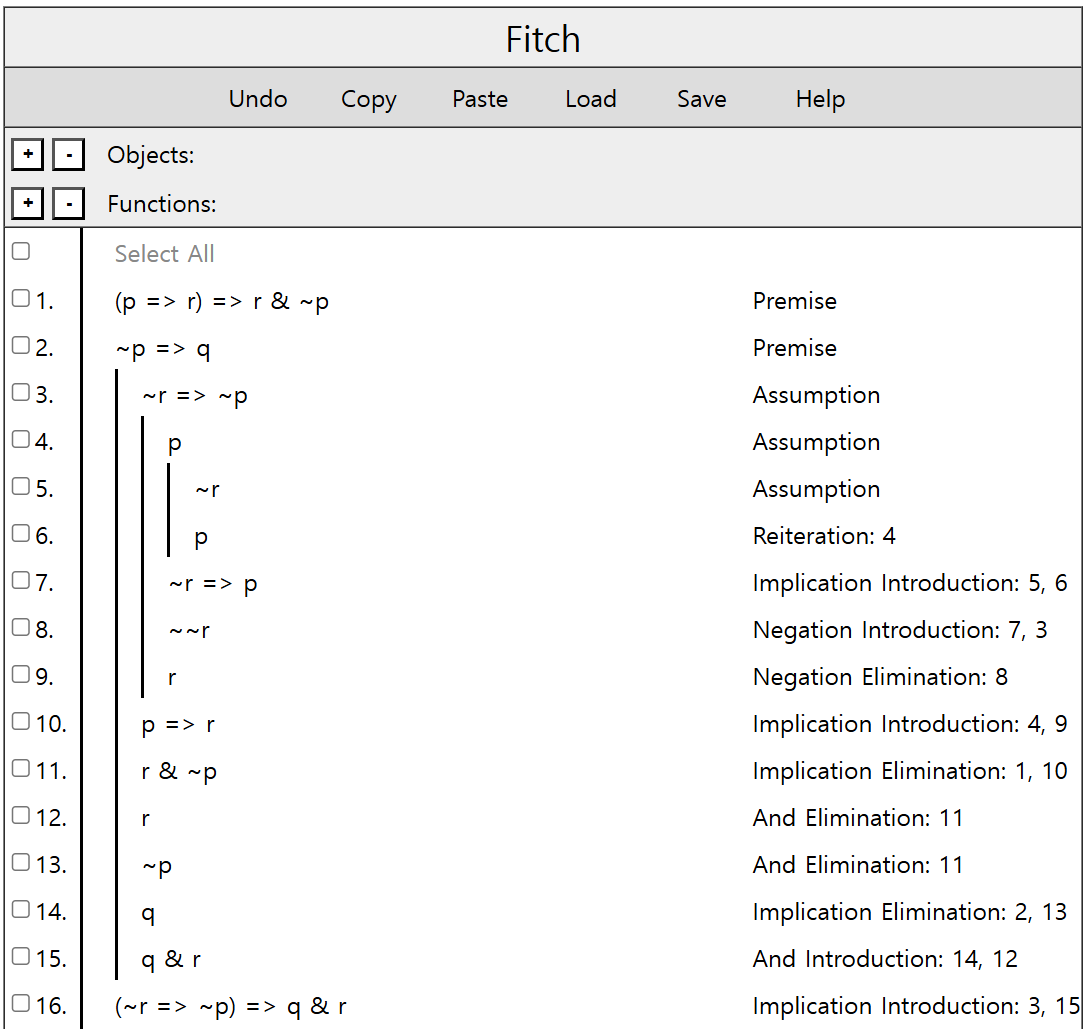 Fitch
Undo Copy Paste Load Save Help
+ - Objects:
+ - Functions:
Select All
1. (p => r) => r & ~p Premise
2. ~p => q Premise
3. ~r => ~p Assumption
4. p Assumption
5. ~r Assumption
6. p Reiteration: 4
7. ~r => p Implication Introduction: 5, 6
8. ~~r Negation Introduction: 7, 3
9. r Negation Elimination: 8
10. p => r Implication Introduction: 4, 9
11. r & ~p Implication Elimination: 1, 10
12. r And Elimination: 11
13. ~p And Elimination: 11
14. q Implication Elimination: 2, 13
15. q & r And Introduction: 14, 12
16. (~r => ~p) => q & r Implication Introduction: 3, 15